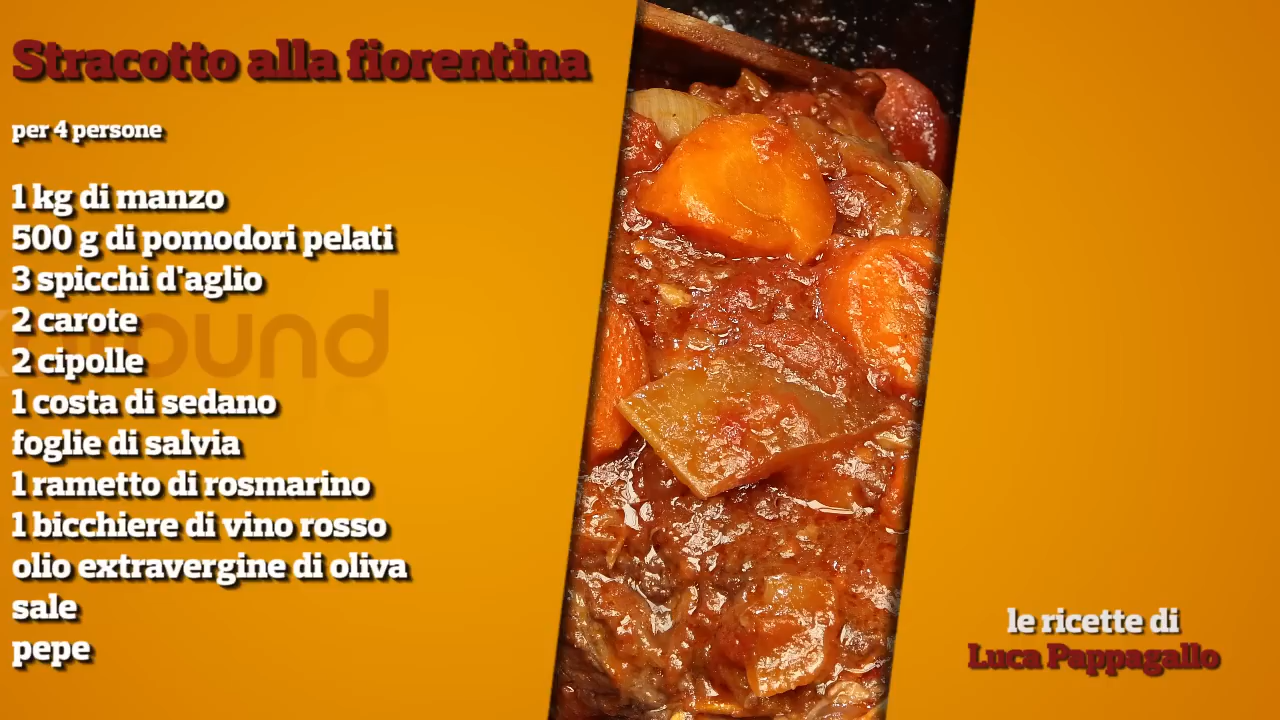 Stracotto alla fiorentina
per 4 persone
1 kg di manzo
500 g di pomodori pelati
3 spicchi d'aglio
2 carote
2 cipolle
1 costa di sedano
foglie di salvia
1 rametto di rosmarino
1 bicchiere di vino rosso
olio extravergine di oliva
sale
pepe
le ricette di
Luca Pappagallo